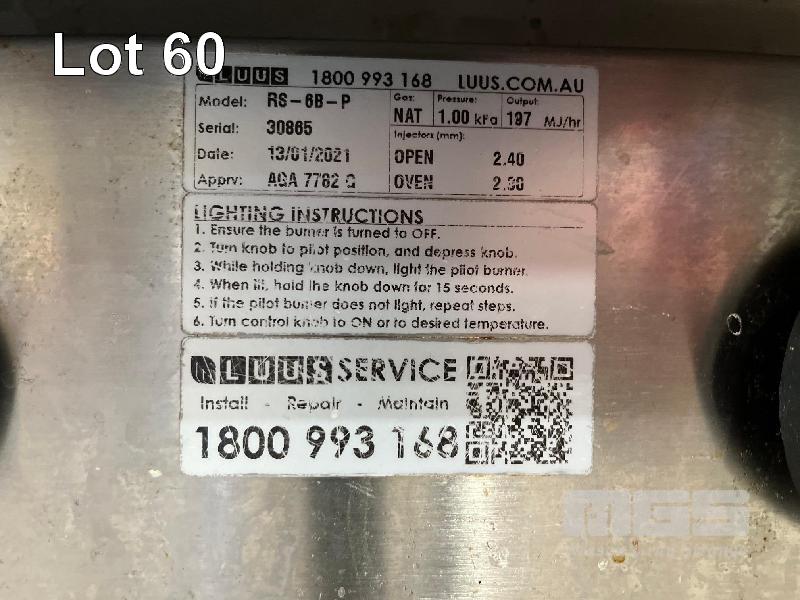 Lot 60
LUUS 1800 993 168 LUUS.COM.AU
Model: RS-6B-P
Serial: 30865
Date: 13/01/2021
Apprv: AGA 7782 G
Gas: NAT
Pressure: 1.00 kPa
Output: 197 MJ/hr
Injectors (mm):
OPEN 2.40
OVEN
LIGHTING INSTRUCTIONS
1. Ensure the burner is turned to OFF.
2. Turn knob to pilot position, and depress knob.
3. While holding knob down, light the pilot burner.
4. When lit, hold the knob down for 15 seconds.
5. If the pilot burner does not light, repeat steps.
6. Turn control knob to ON or to desired temperature.
LUUS SERVICE
Install - Repair - Maintain
1800 993 168
MGS